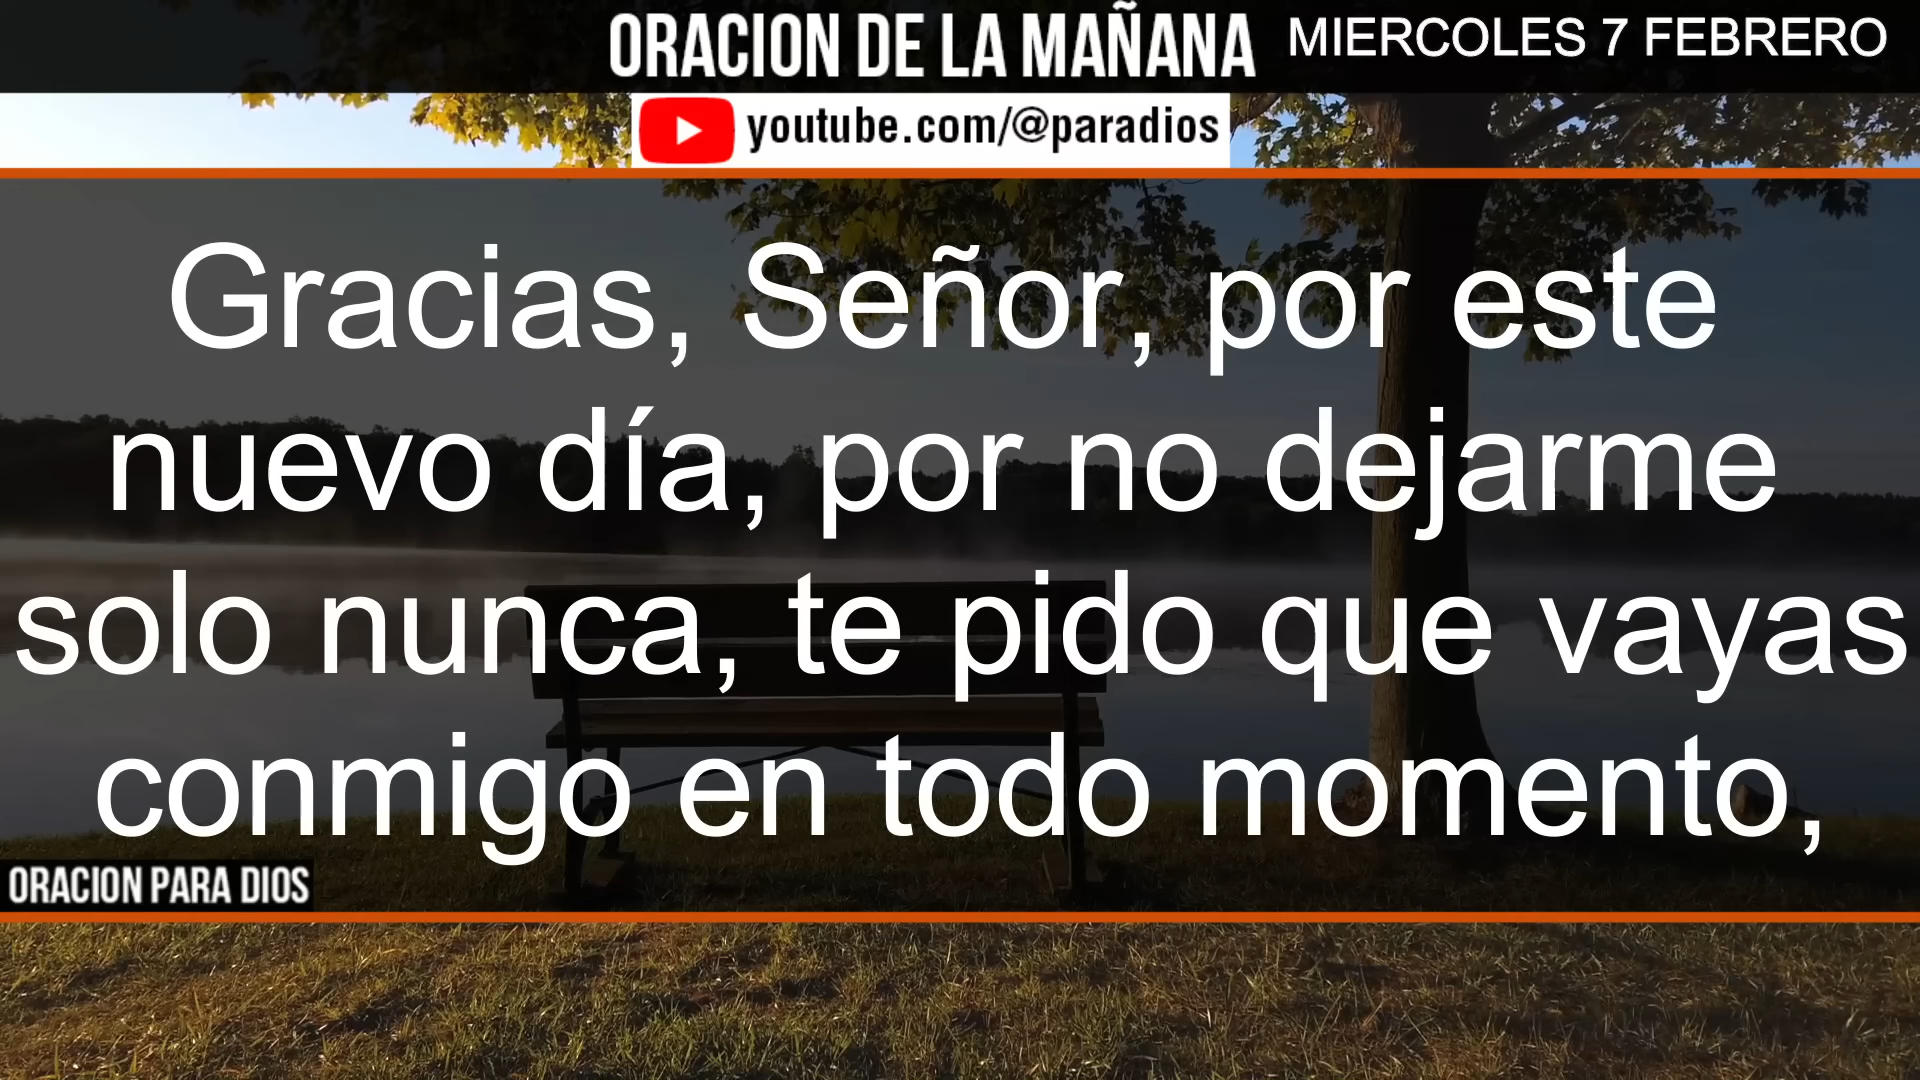 ORACION DE LA MAÑANA
MIERCOLES 7 FEBRERO
youtube.com/@paradios
Gracias, Señor, por este
nuevo día, por no dejarme
solo nunca, te pido que vayas
conmigo en todo momento,
ORACION PARA DIOS